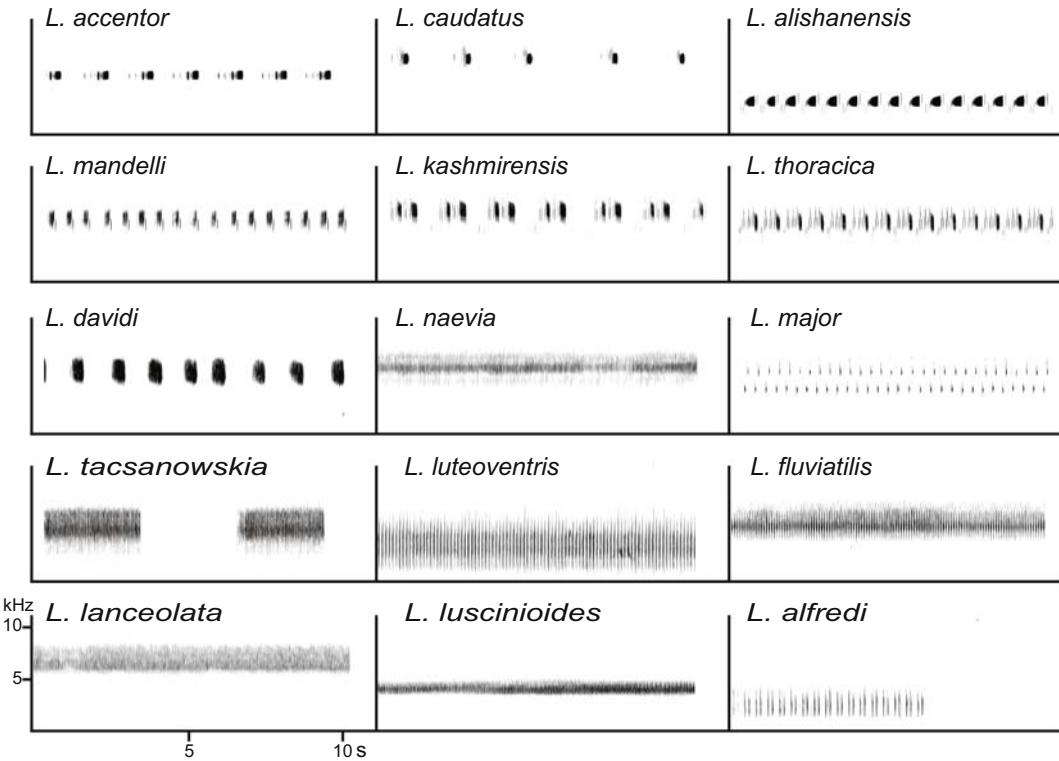 L. accentor
L. caudatus
L. alishanensis
L. mandelli
L. kashmirensis
L. thoracica
L. davidi
L. naevia
L. major
L. tacsanowskia
L. luteoventris
L. fluviatilis
kHz
10
5
L. lanceolata
L. luscinioides
L. alfredi
5
10 s